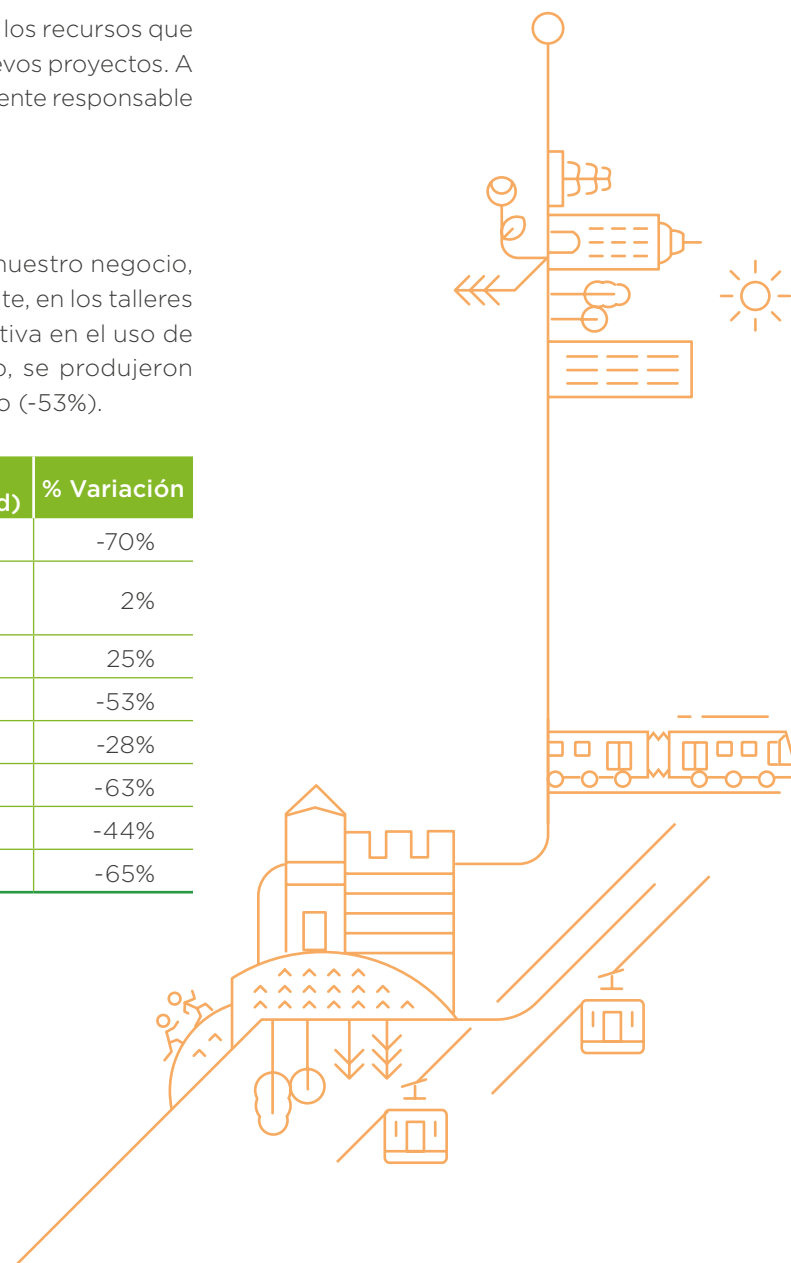 los recursos que
evos proyectos. A
ente responsable
nuestro negocio,
te, en los talleres
tiva en el uso de
o, se produjeron
o (-53%).
d) % Variación
-70%
2%
25%
-53%
-28%
-63%
-44%
-65%